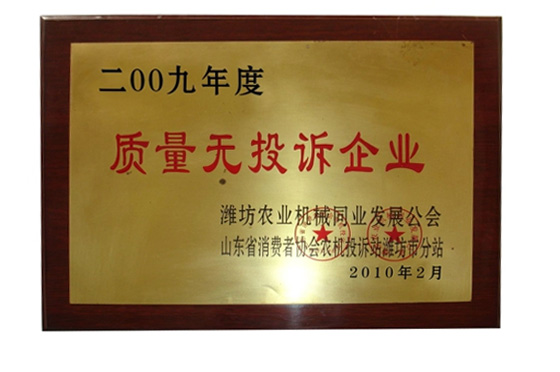 二00九年度
质量无投诉企业
潍坊农业机械同业发展公会
山东省消费者协会农机投诉站潍坊市分站
2010年2月